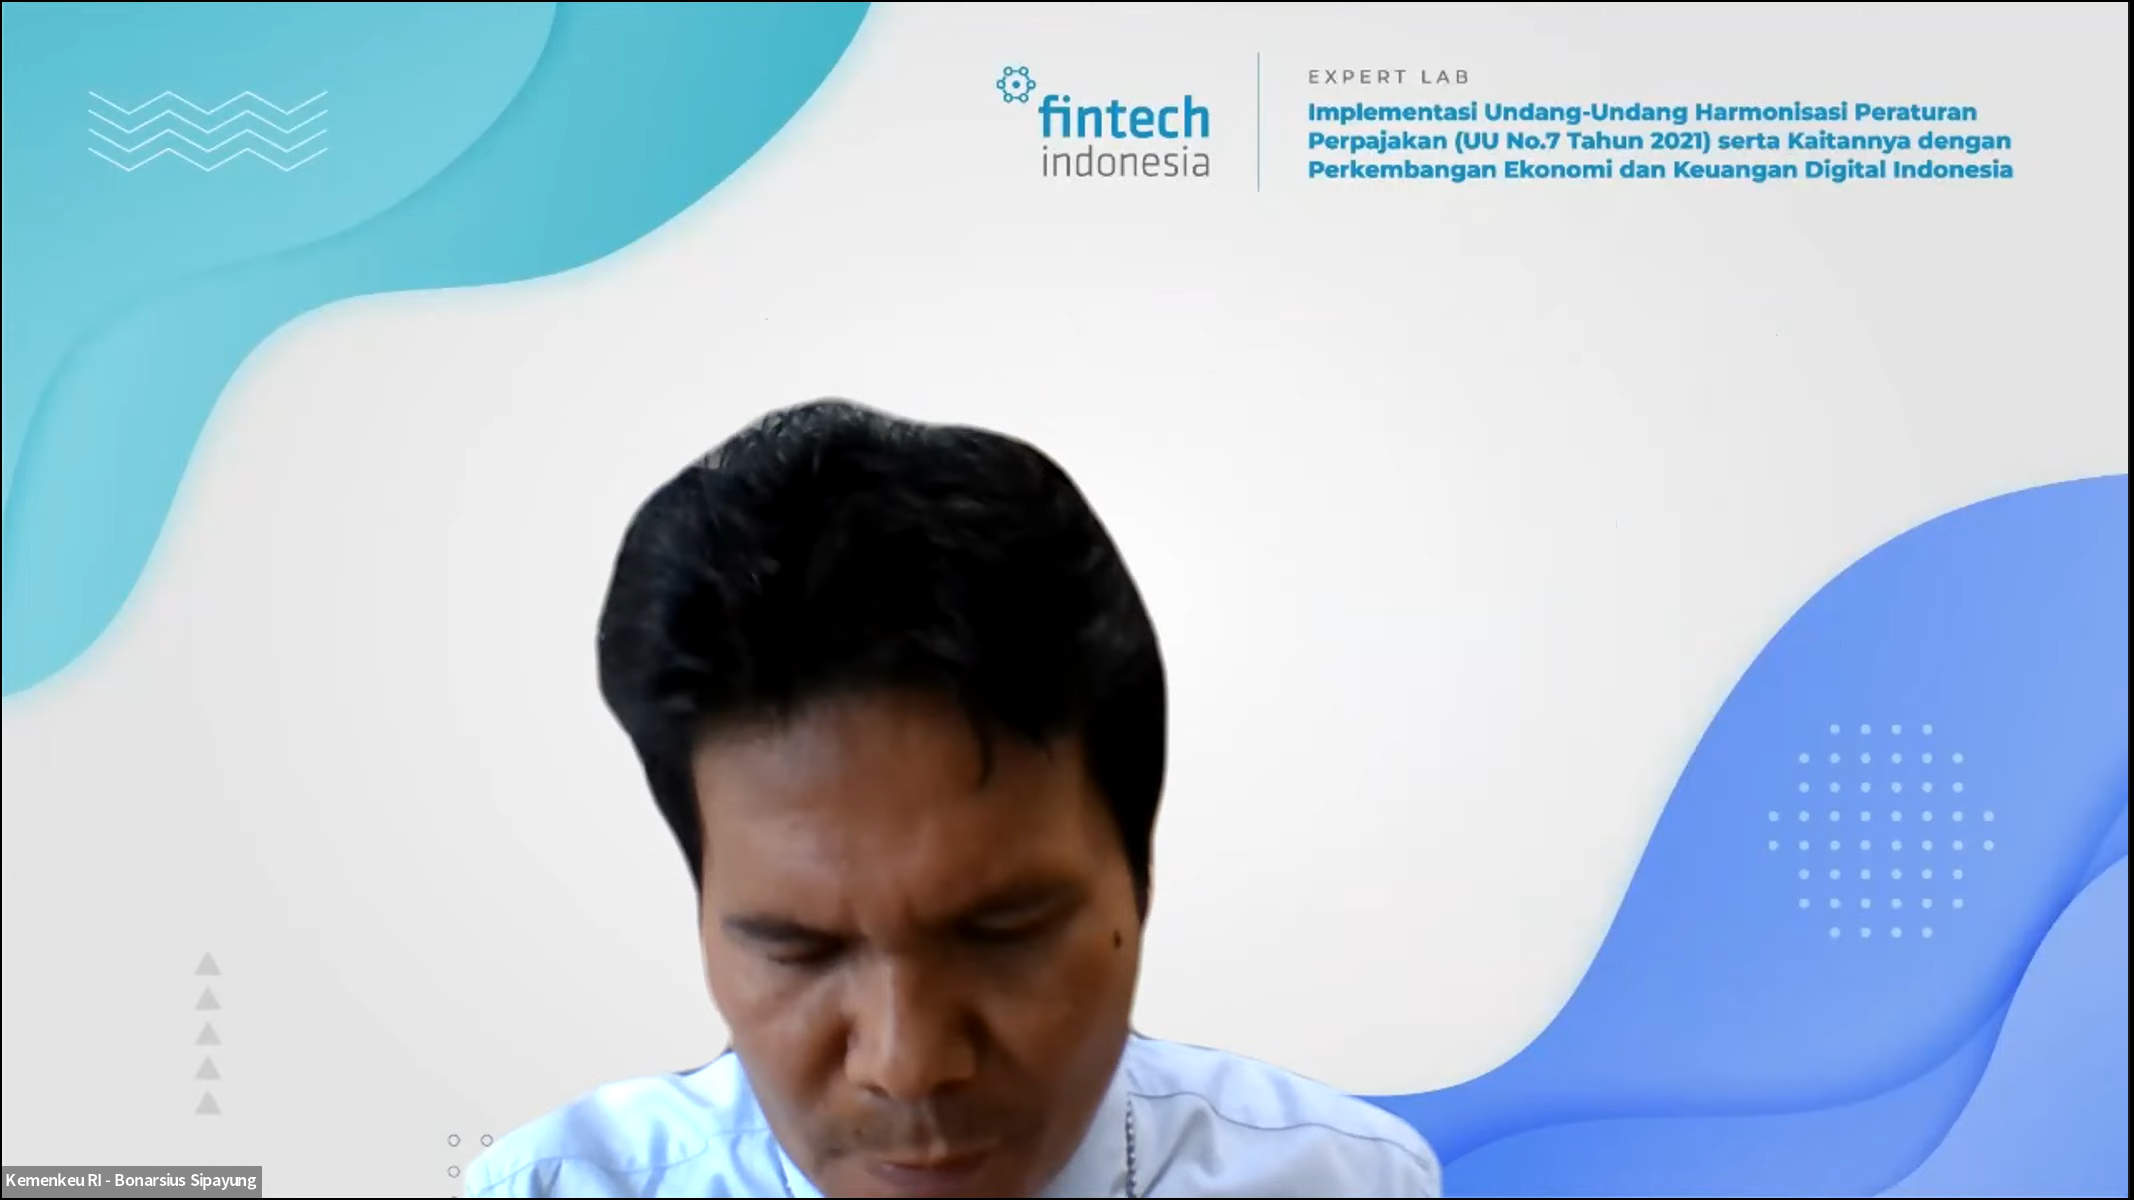 fintech
indonesia
EXPERT LAB
Implementasi Undang-Undang Harmonisasi Peraturan
Perpajakan (UU No.7 Tahun 2021) serta Kaitannya dengan
Perkembangan Ekonomi dan Keuangan Digital Indonesia
Kemenkeu RI - Bonarsius Sipayung